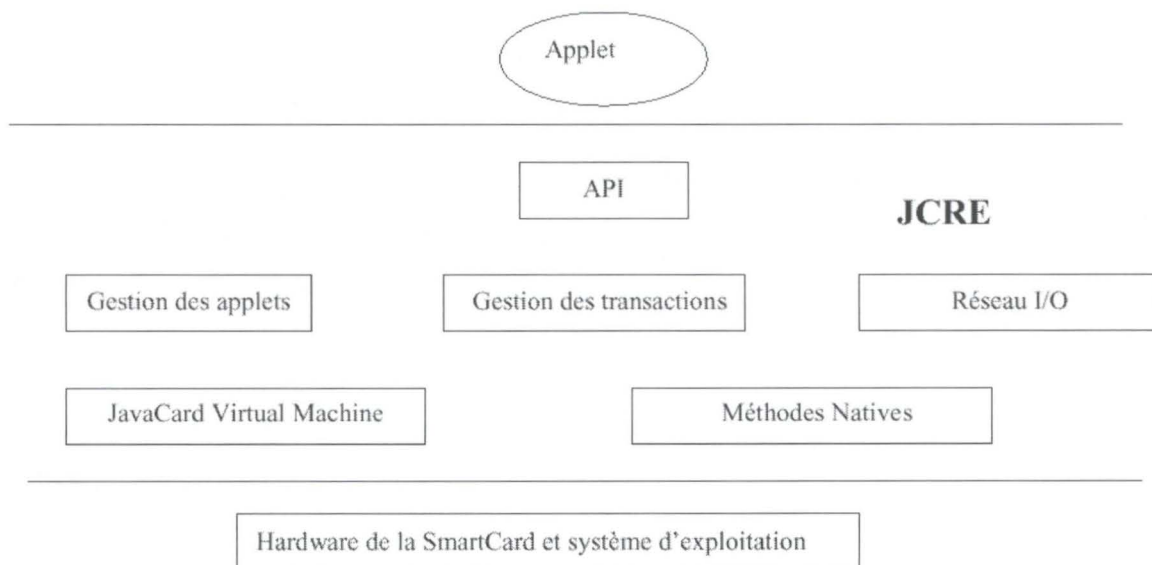 Applet
API
JCRE
Gestion des applets
Gestion des transactions
Réseau I/O
JavaCard Virtual Machine
Méthodes Natives
Hardware de la SmartCard et système d'exploitation